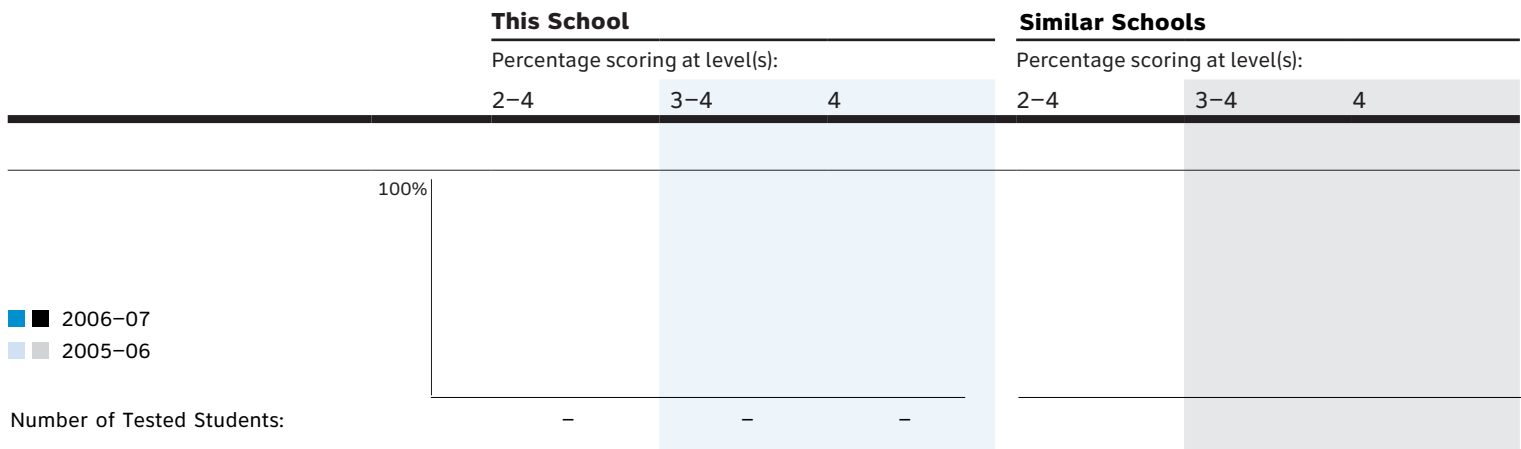 This School Similar Schools
Percentage scoring at level(s): Percentage scoring at level(s):
2–4 3–4 4 2–4 3–4 4
100%
2006–07
2005–06
Number of Tested Students: – – –